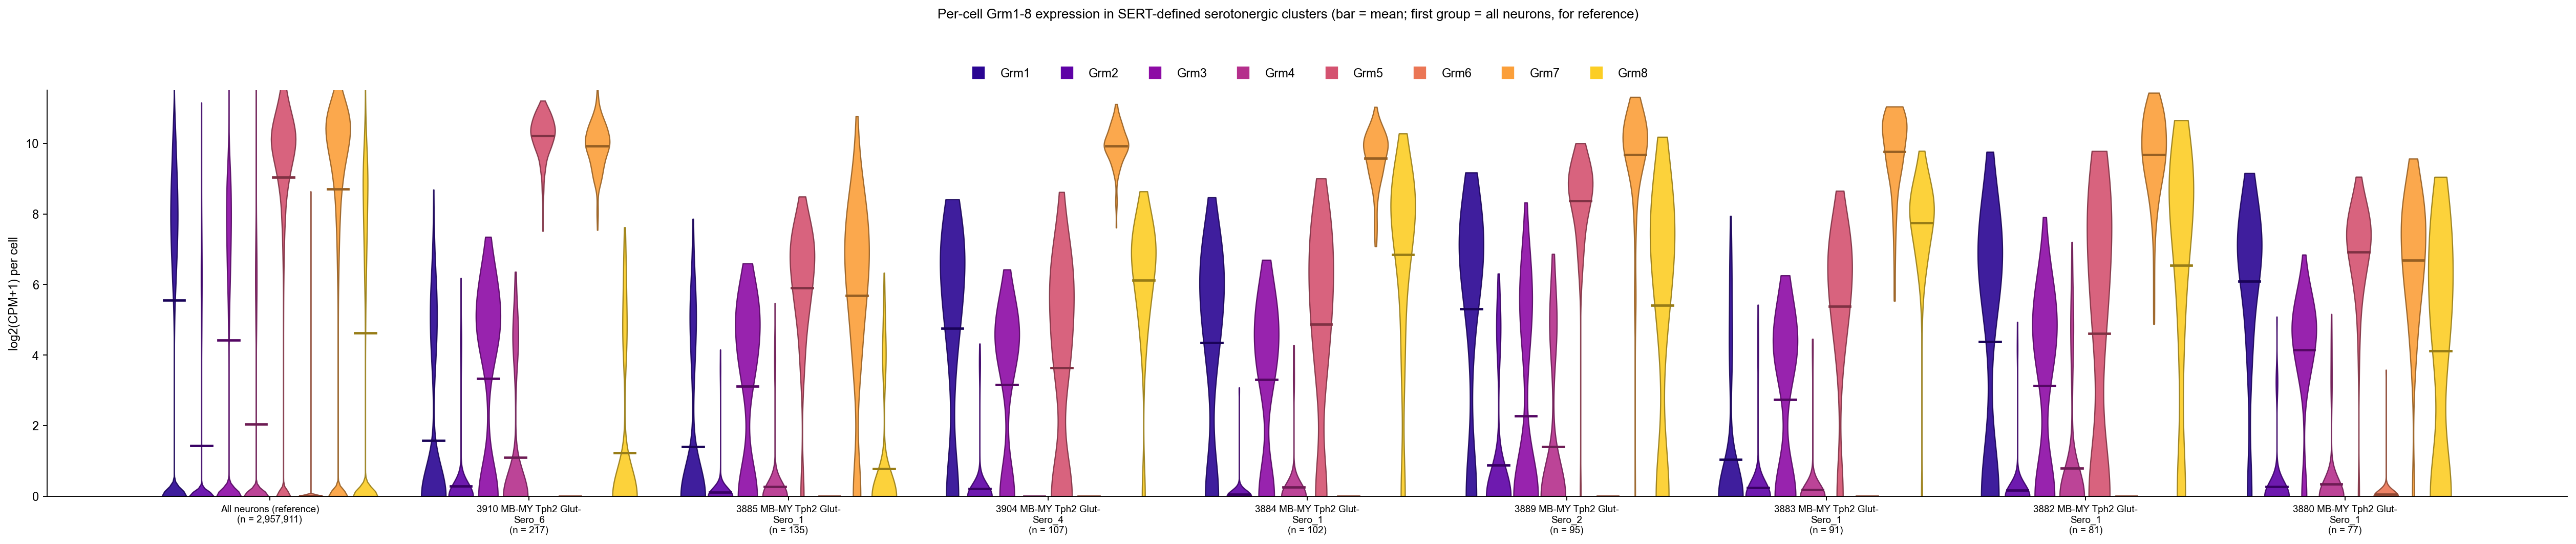 Per-cell Grm1-8 expression in SERT-defined serotonergic clusters (bar = mean; first group = all neurons, for reference)
Grm1 Grm2 Grm3 Grm4 Grm5 Grm6 Grm7 Grm8
log2(CPM+1) per cell
10
8
6
4
2
0
All neurons (reference)
(n = 2,957,911)
3910 MB-MY Tph2 Glut-
Sero_6
(n = 217)
3885 MB-MY Tph2 Glut-
Sero_1
(n = 135)
3904 MB-MY Tph2 Glut-
Sero_4
(n = 107)
3884 MB-MY Tph2 Glut-
Sero_1
(n = 102)
3889 MB-MY Tph2 Glut-
Sero_2
(n = 95)
3883 MB-MY Tph2 Glut-
Sero_1
(n = 91)
3882 MB-MY Tph2 Glut-
Sero_1
(n = 81)
3880 MB-MY Tph2 Glut-
Sero_1
(n = 77)